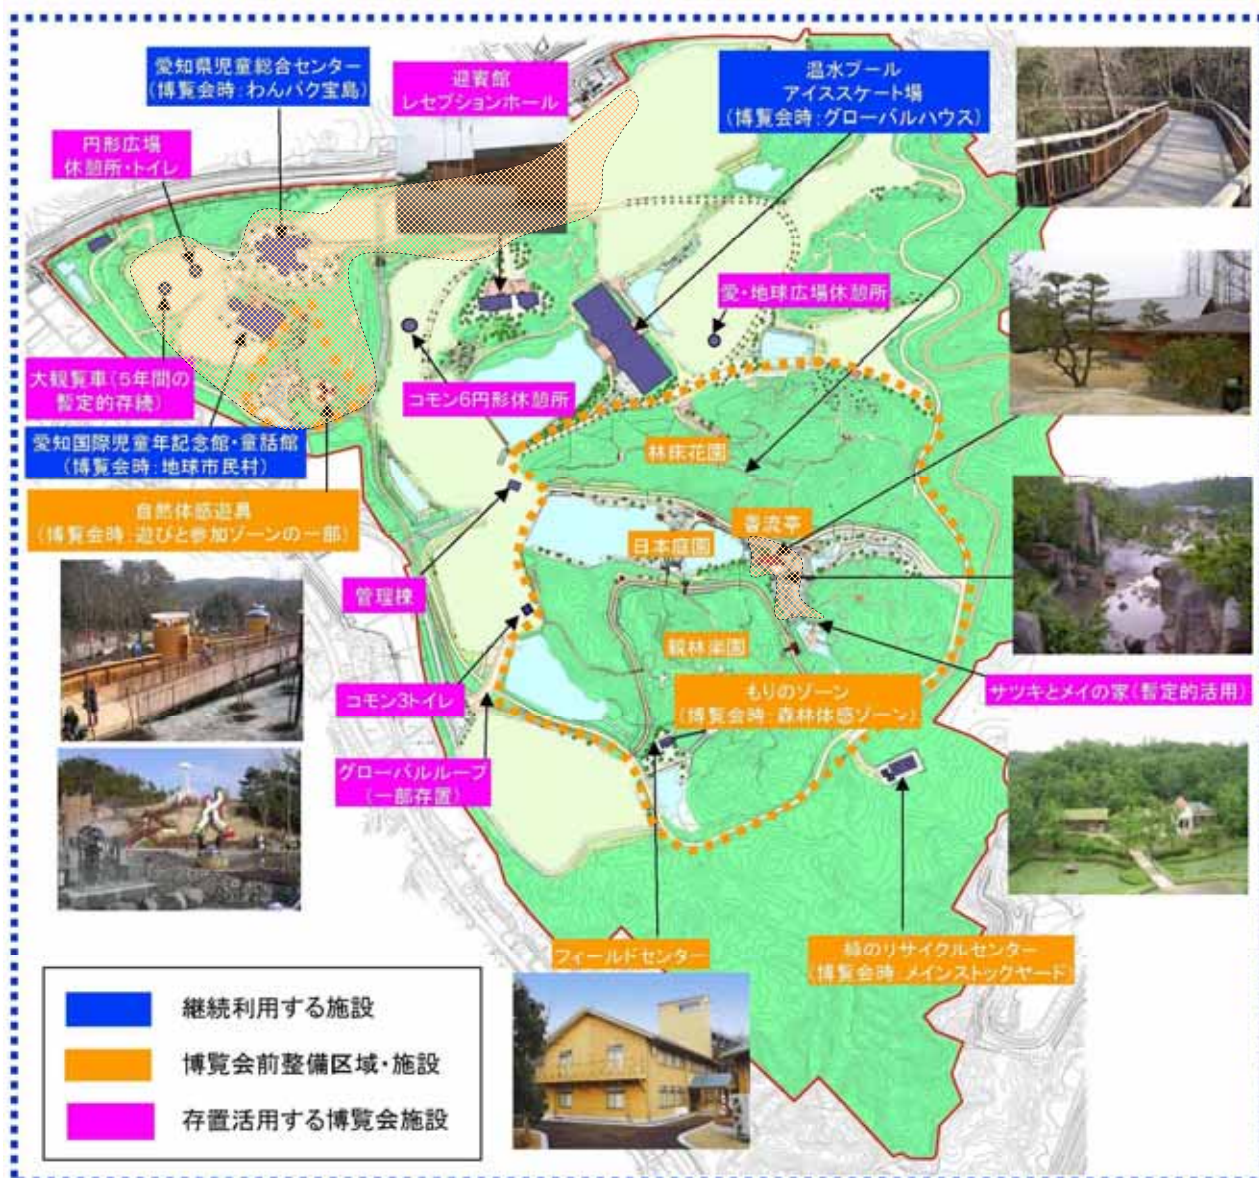 愛知県児童総合センター
(博覧会時:わんパク宝島)
迎賓館
レセプションホール
温水プール
アイススケート場
(博覧会時:グローバルハウス)
円形広場
休憩所・トイレ
愛・地球広場休憩所
大観覧車(5年間の
暫定的存続)
コモン6円形休憩所
愛知国際児童年記念館・童話館
(博覧会時:地球市民村)
林床花園
自然体感遊具
(博覧会時:遊びと参加ゾーンの一部)
香流亭
日本庭園
管理棟
親林楽園
コモン3トイレ
もりのゾーン
(博覧会時:森林体感ゾーン)
サツキとメイの家(暫定的活用)
グローバルループ
(一部存置)
フィールドセンター
緑のリサイクルセンター
(博覧会時:メインストックヤード)
継続利用する施設
博覧会前整備区域・施設
存置活用する博覧会施設